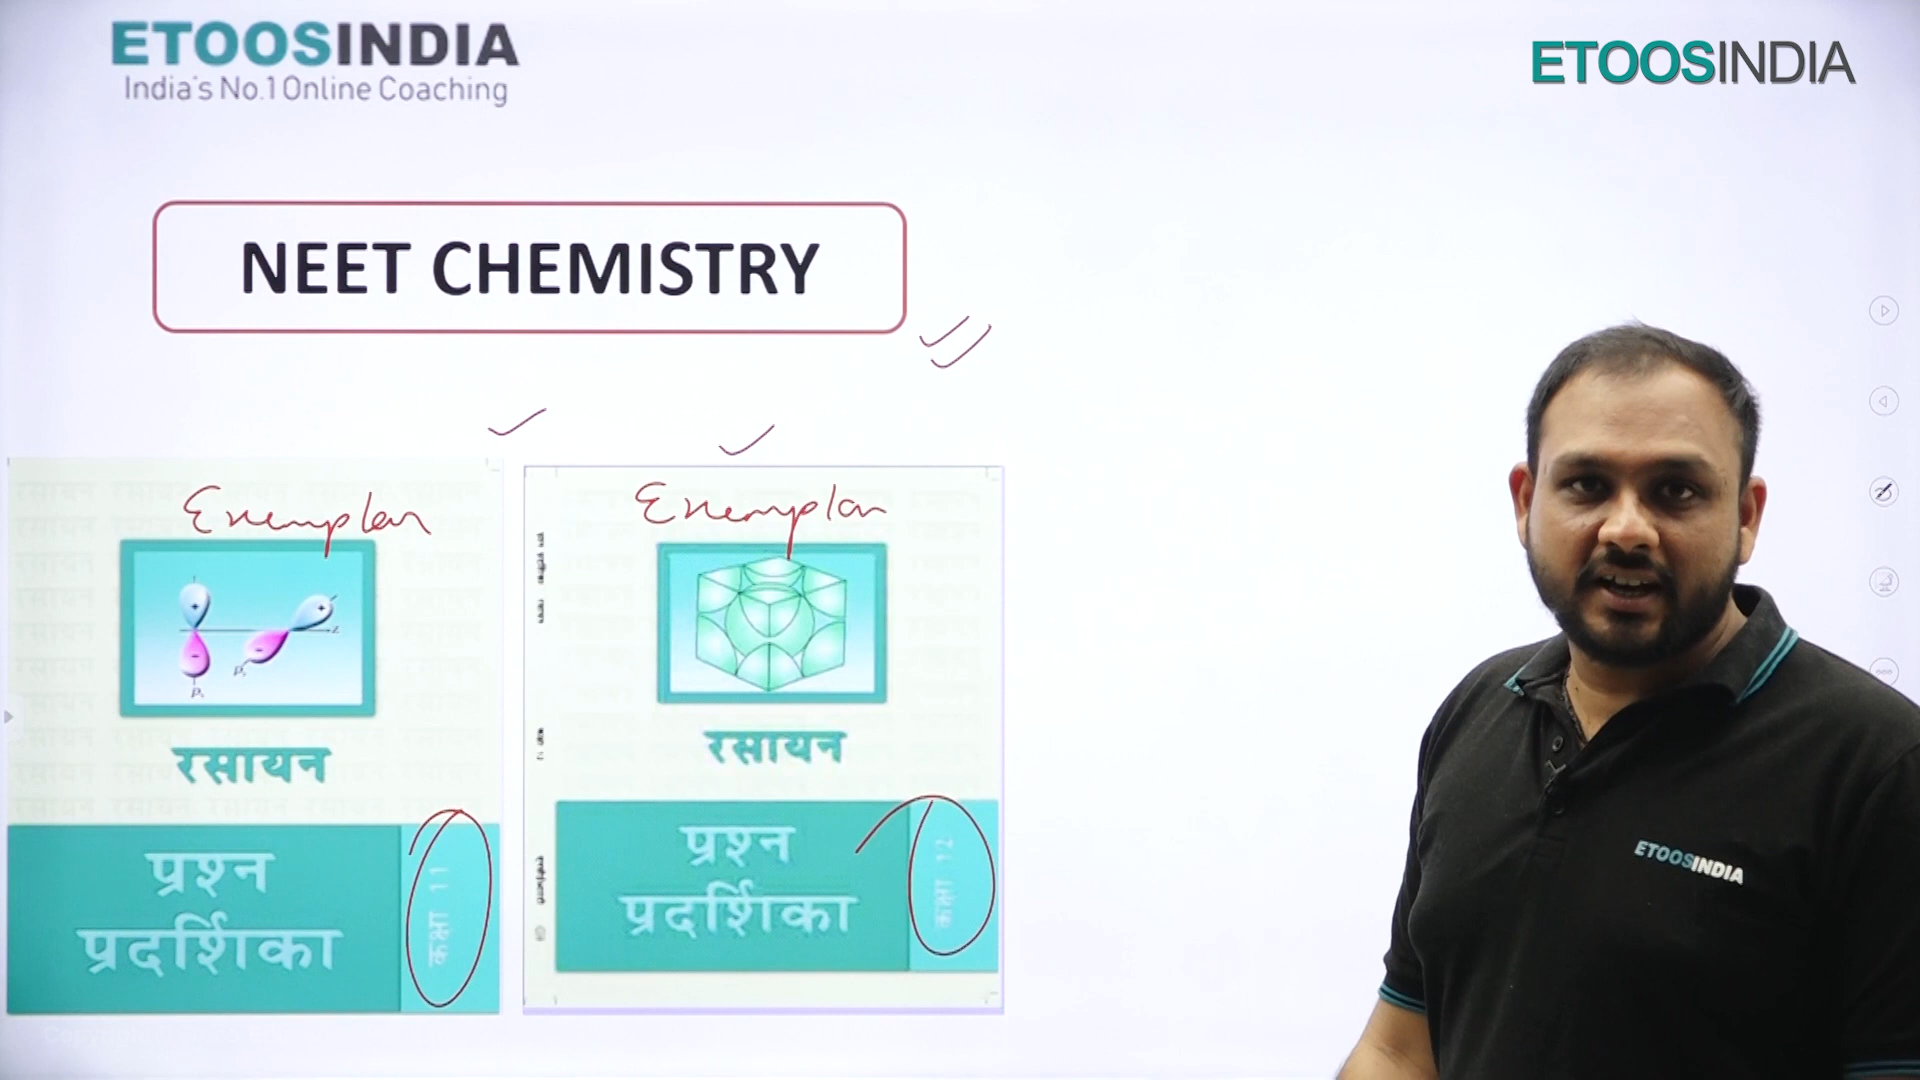 ETOOSINDIA
India's No.1 Online Coaching
ETOOSINDIA
NEET CHEMISTRY
Exemplar
Exemplar
रसायन
रसायन
प्रश्न
प्रदर्शिका
कक्षा 11
प्रश्न
प्रदर्शिका
कक्षा 12
ETOOSINDIA